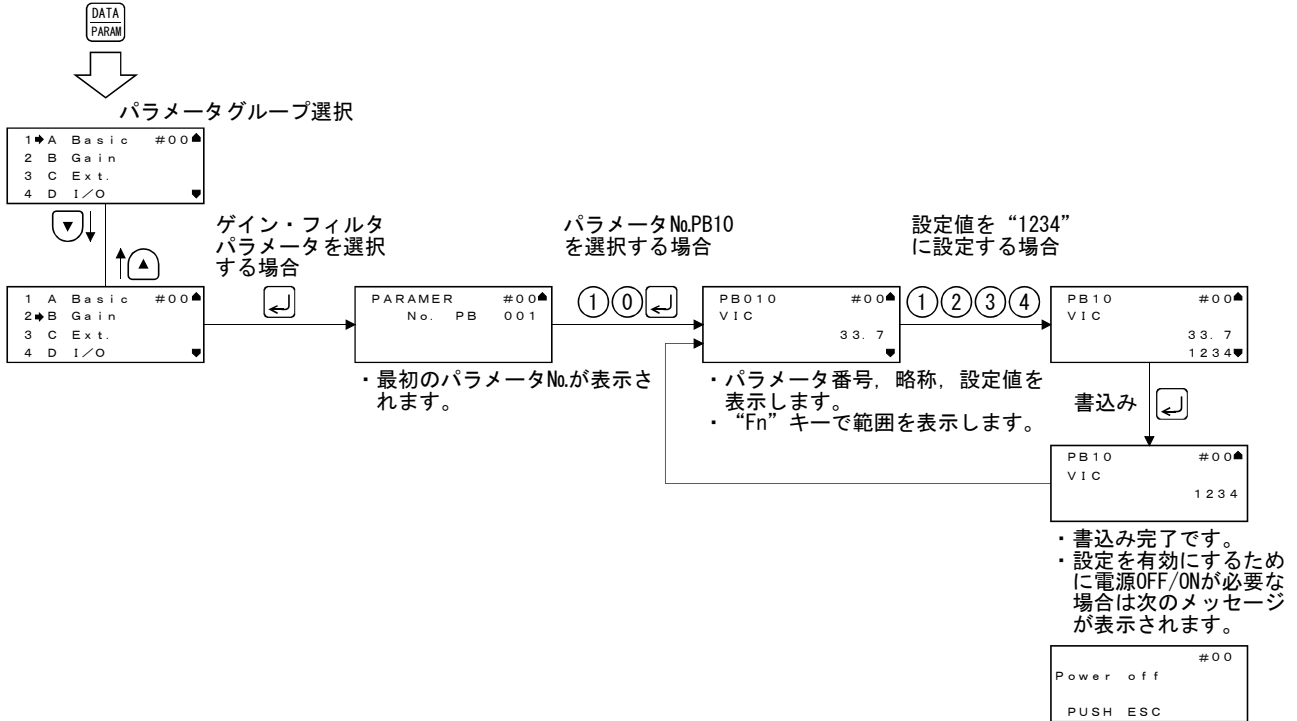 DATA
PARAM
パラメータグループ選択
1➧A Basic #00
2 B Gain
3 C Ext.
4 D I/O
1 A Basic #00
2➧B Gain
3 C Ext.
4 D I/O
ゲイン・フィルタ
パラメータを選択
する場合
PARAMER #00
No. PB 001
・最初のパラメータ№が表示さ
れます。
パラメータ№PB10
を選択する場合
①⓪
PB010 #00
VIC
33. 7
・パラメータ番号，略称，設定値を
表示します。
・“Fn”キーで範囲を表示します。
設定値を“1234”
に設定する場合
①②③④
PB10 #00
VIC
33. 7
1234
書込み
PB10 #00
VIC
1234
・書込み完了です。
・設定を有効にするため
に電源OFF/ONが必要な
場合は次のメッセージ
が表示されます。
#00
Power off
PUSH ESC